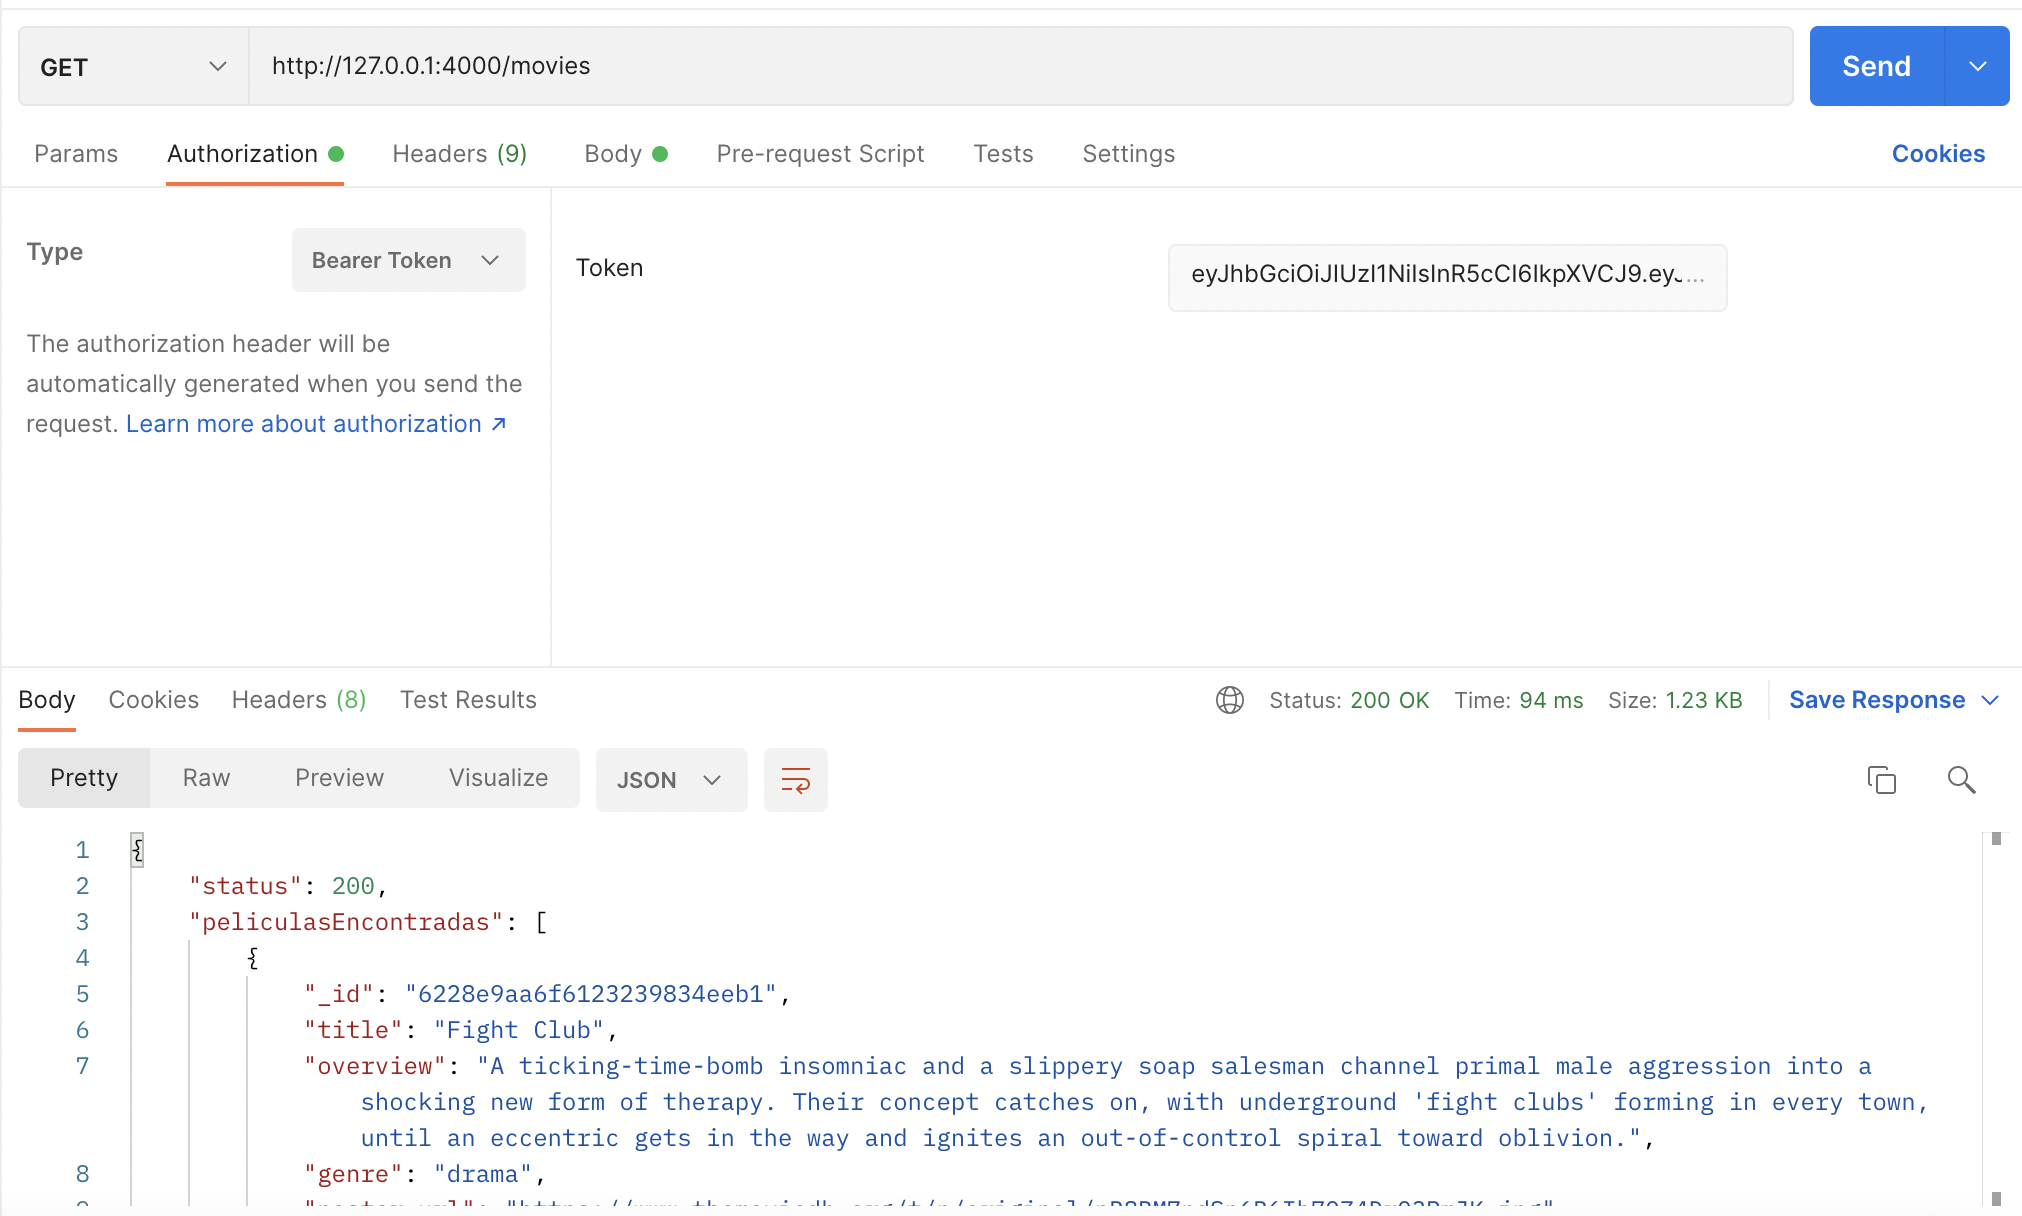 GET http://127.0.0.1:4000/movies Send
Params Authorization Headers (9) Body Pre-request Script Tests Settings Cookies
Type Bearer Token
Token eyJhbGciOiJIUzI1NiIsInR5cCI6IkpXVCJ9.eyJ...
The authorization header will be
automatically generated when you send the
request. Learn more about authorization ↗
Body Cookies Headers (8) Test Results Status: 200 OK Time: 94 ms Size: 1.23 KB Save Response
Pretty Raw Preview Visualize JSON
1 {
2 "status": 200,
3 "peliculasEncontradas": [
4 {
5 "_id": "6228e9aa6f6123239834eeb1",
6 "title": "Fight Club",
7 "overview": "A ticking-time-bomb insomniac and a slippery soap salesman channel primal male aggression into a
shocking new form of therapy. Their concept catches on, with underground 'fight clubs' forming in every town,
until an eccentric gets in the way and ignites an out-of-control spiral toward oblivion.",
8 "genre": "drama",